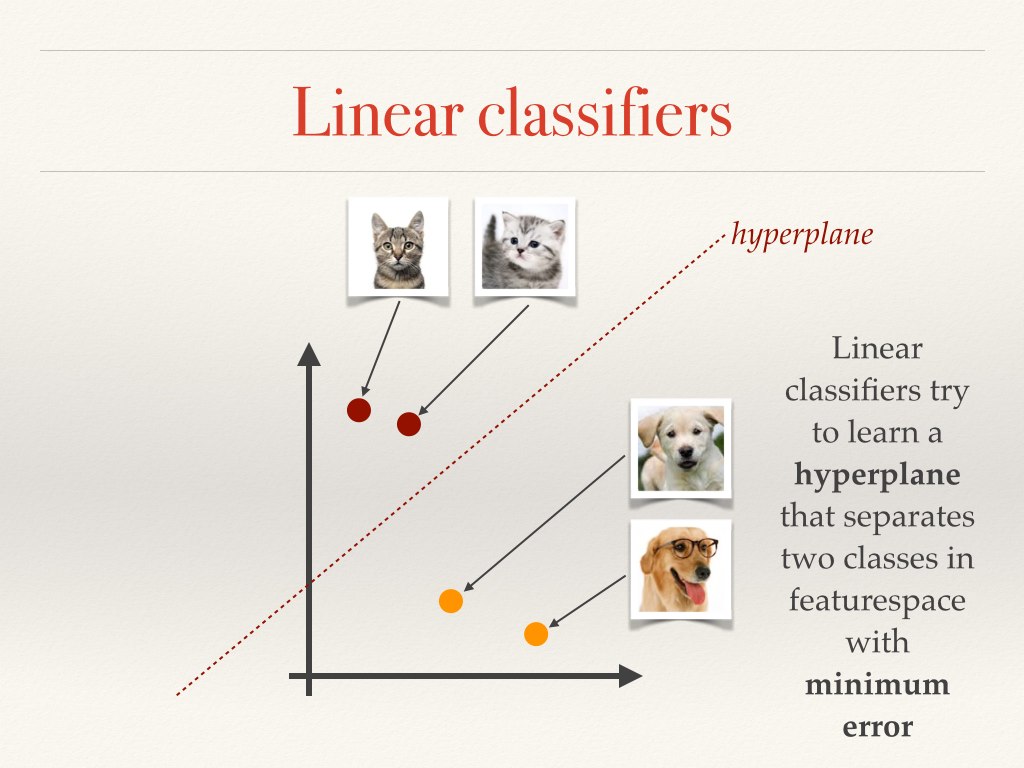 Linear classifiers
hyperplane
Linear
classifiers try
to learn a
hyperplane
that separates
two classes in
featurespace
with
minimum
error